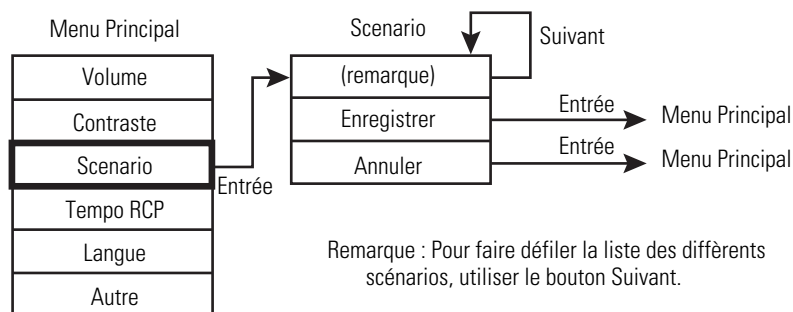 Menu Principal
Volume
Contraste
Scenario
Tempo RCP
Langue
Autre
Entrée
Scenario
(remarque)
Enregistrer
Annuler
Suivant
Entrée
Menu Principal
Entrée
Menu Principal
Remarque : Pour faire défiler la liste des diffèrents
scénarios, utiliser le bouton Suivant.